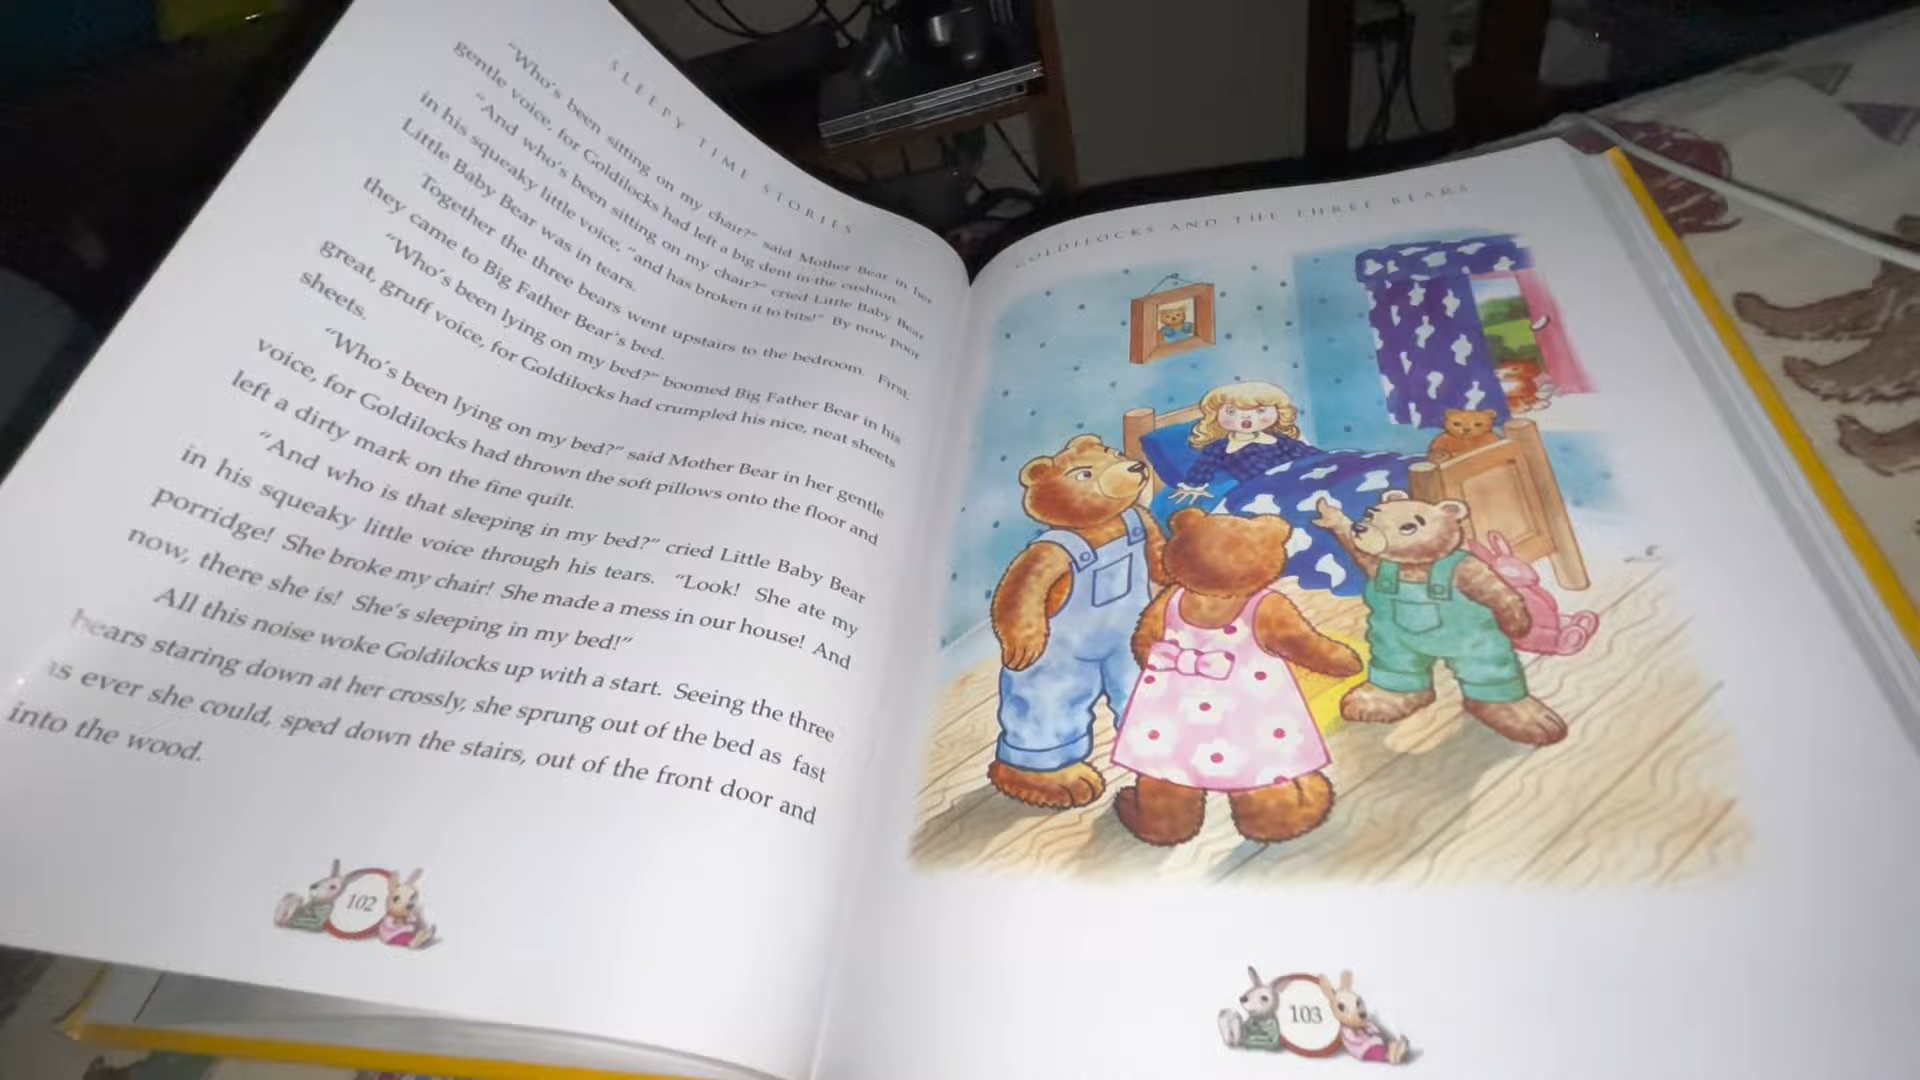 SLEEPY TIME STORIES
"Who's been sitting on my chair?" said Mother Bear in her
gentle voice, for Goldilocks had left a big dent in the cushion.
"And who's been sitting on my chair?" cried Little Baby Bear
in his squeaky little voice, "and has broken it to bits!" By now poor
Little Baby Bear was in tears.
Together the three bears went upstairs to the bedroom. First,
they came to Big Father Bear's bed.
"Who's been lying on my bed?" boomed Big Father Bear in his
great, gruff voice, for Goldilocks had crumpled his nice, neat sheets
sheets.
"Who's been lying on my bed?" said Mother Bear in her gentle
voice, for Goldilocks had thrown the soft pillows onto the floor and
left a dirty mark on the fine quilt.
"And who is that sleeping in my bed?" cried Little Baby Bear
in his squeaky little voice through his tears. "Look! She ate my
porridge! She broke my chair! She made a mess in our house! And
now, there she is! She's sleeping in my bed!"
All this noise woke Goldilocks up with a start. Seeing the three
bears staring down at her crossly, she sprung out of the bed as fast
as ever she could, sped down the stairs, out of the front door and
into the wood.
102
GOLDILOCKS AND THE THREE BEARS
103